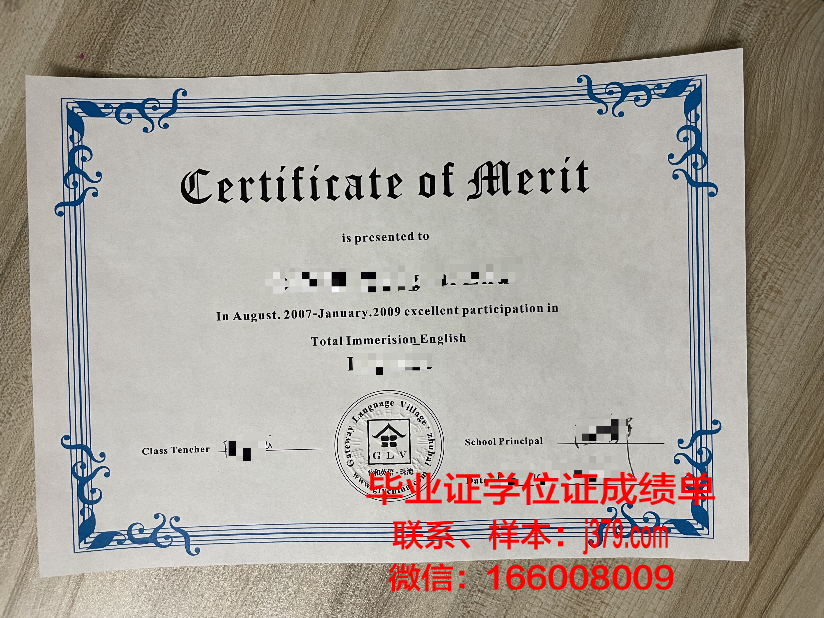 Certificate of Merit
is presented to
In August. 2007-January.2009 excellent participation in
Total Immerision English
Gateway Language Village, zhuhai
GLV
Class Tencher
School Principal
Date
毕业证学位证成绩单
联系、样本：j379.com
微信：166008009